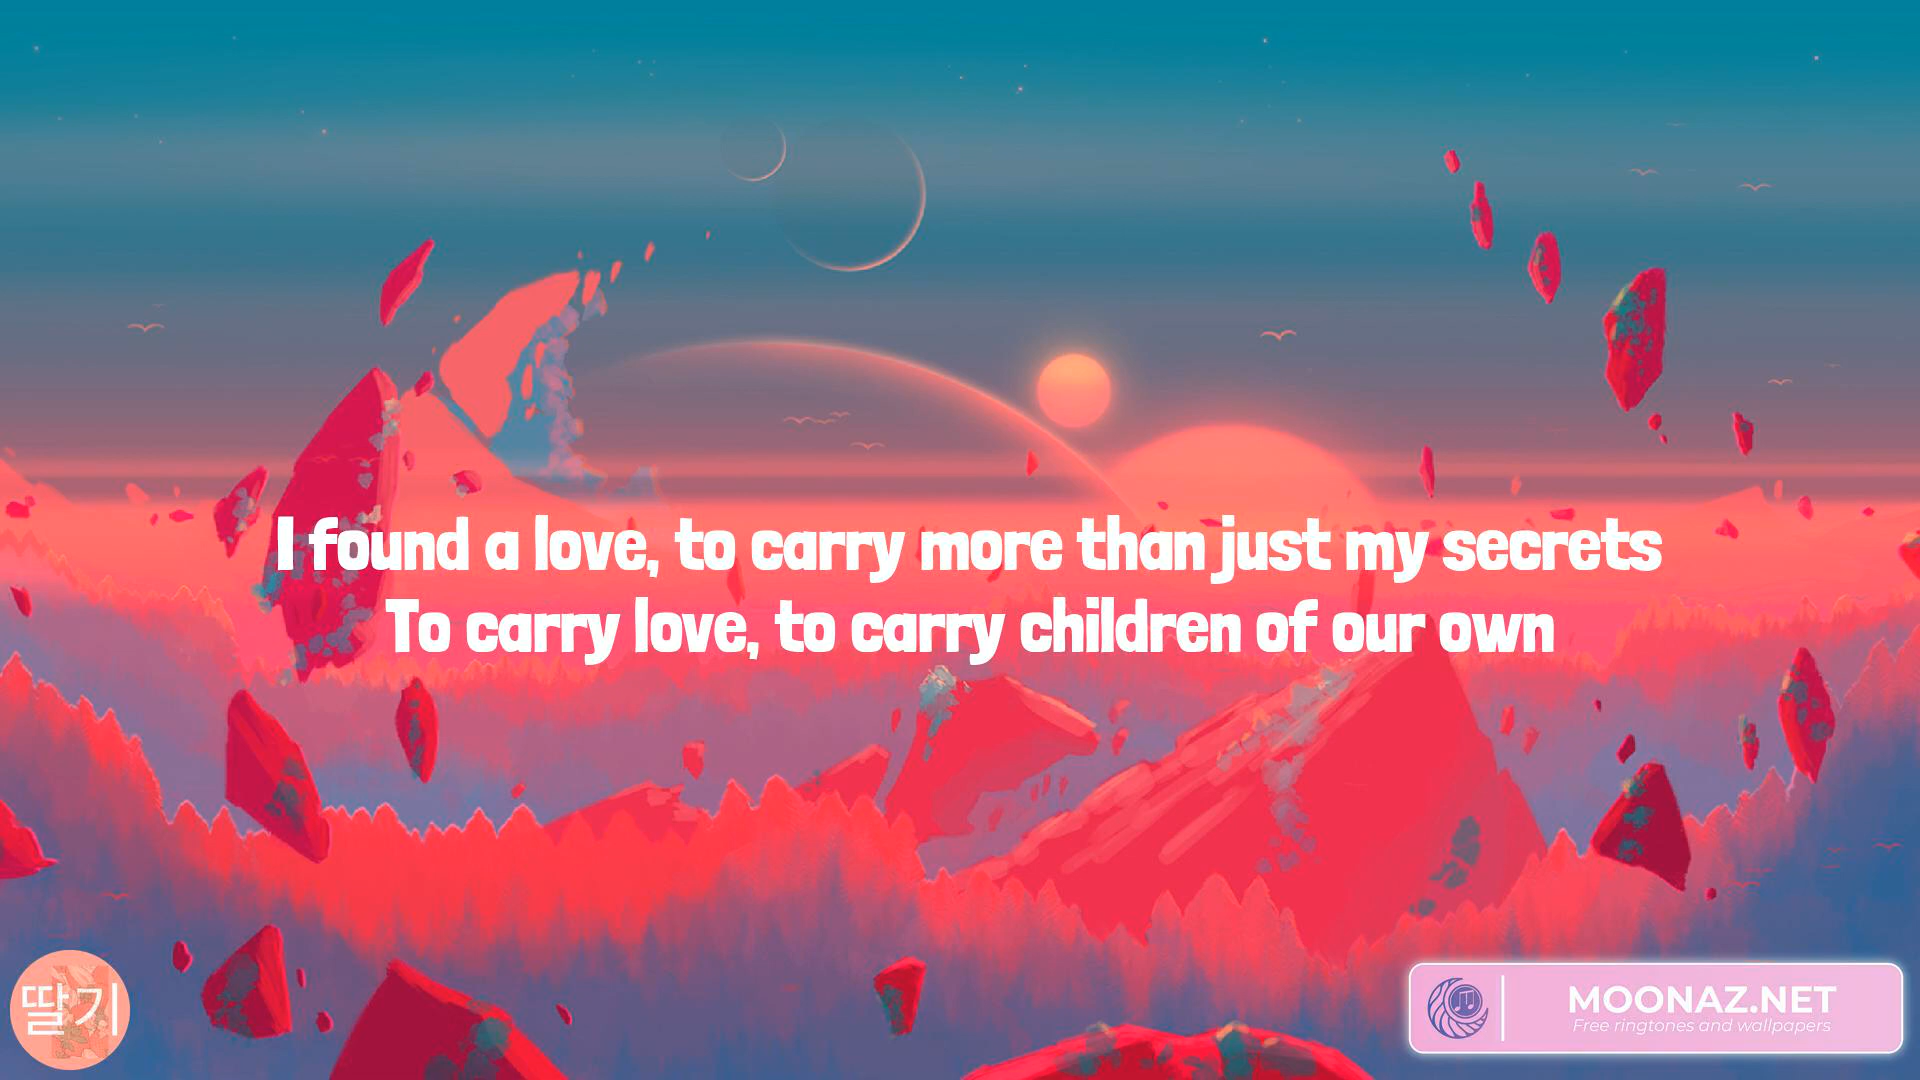 I found a love, to carry more than just my secrets
To carry love, to carry children of our own
딸기
MOONAZ.NET
Free ringtones and wallpapers